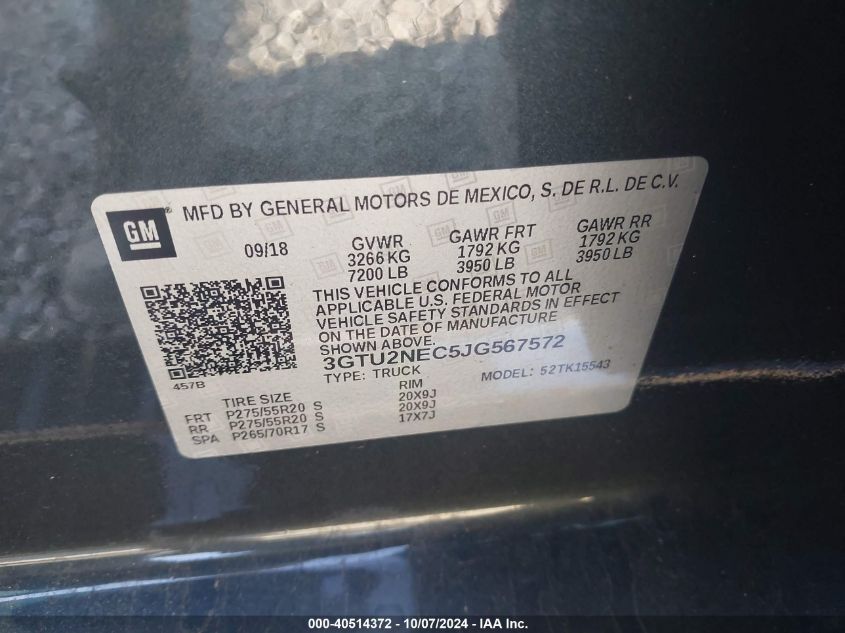 GM®
MFD BY GENERAL MOTORS DE MEXICO, S. DE R.L. DE C.V.
09/18 GVWR GAWR FRT GAWR RR
3266 KG 1792 KG 1792 KG
7200 LB 3950 LB 3950 LB
THIS VEHICLE CONFORMS TO ALL
APPLICABLE U.S. FEDERAL MOTOR
VEHICLE SAFETY STANDARDS IN EFFECT
ON THE DATE OF MANUFACTURE
SHOWN ABOVE.
3GTU2NEC5JG567572
TYPE: TRUCK MODEL: 52TK15543
457B
TIRE SIZE RIM
FRT P275/55R20 S 20X9J
RR P275/55R20 S 20X9J
SPA P265/70R17 S 17X7J
000-40514372 - 10/07/2024 - IAA Inc.